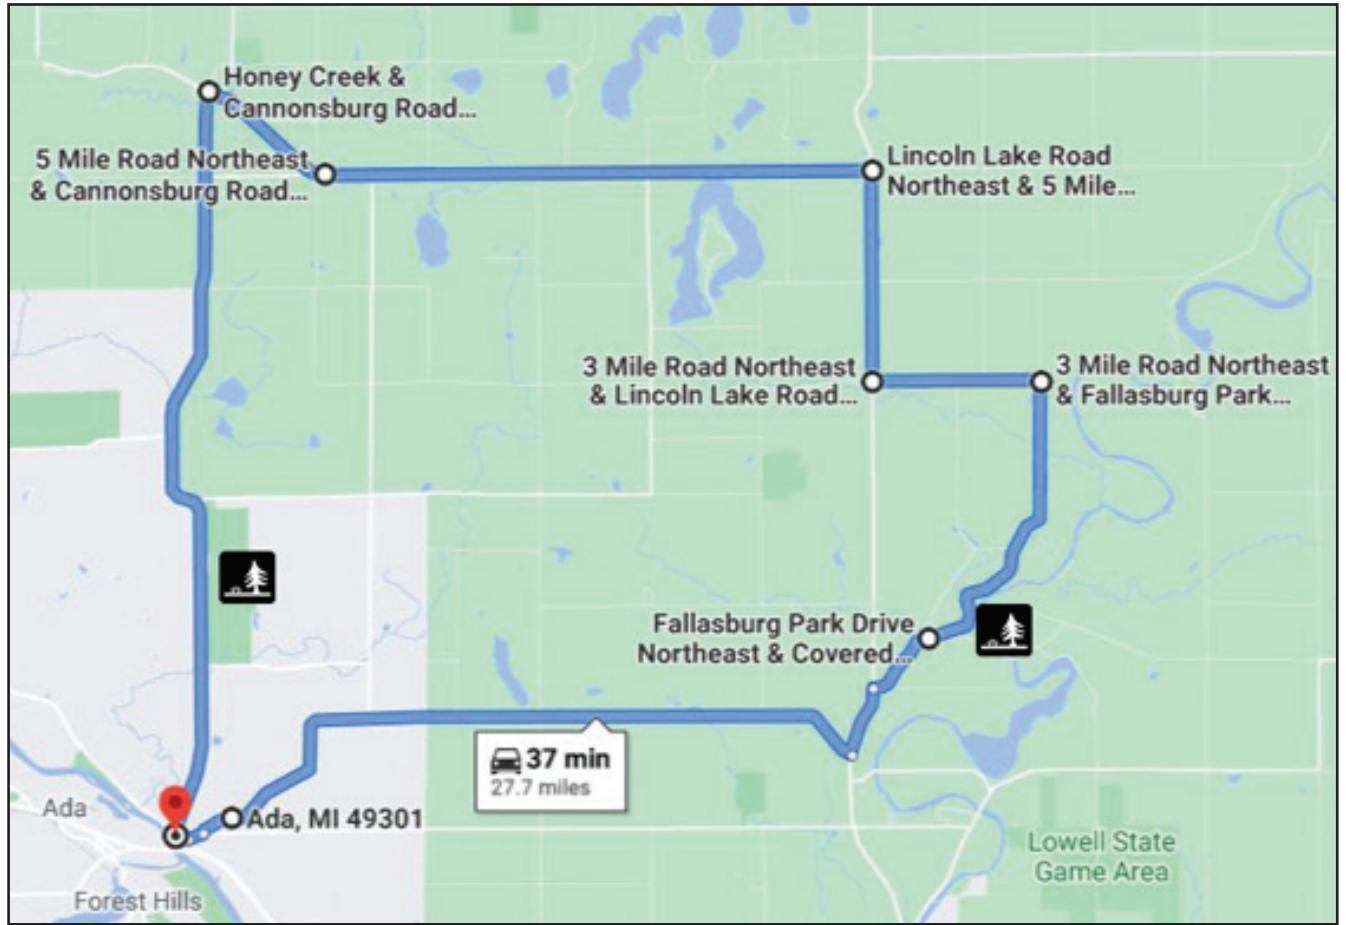 Honey Creek &
Cannonsburg Road...
5 Mile Road Northeast
& Cannonsburg Road...
Lincoln Lake Road
Northeast & 5 Mile...
3 Mile Road Northeast
& Lincoln Lake Road...
3 Mile Road Northeast
& Fallasburg Park...
Fallasburg Park Drive
Northeast & Covered...
37 min
27.7 miles
Ada
Ada, MI 49301
Lowell State
Game Area
Forest Hills